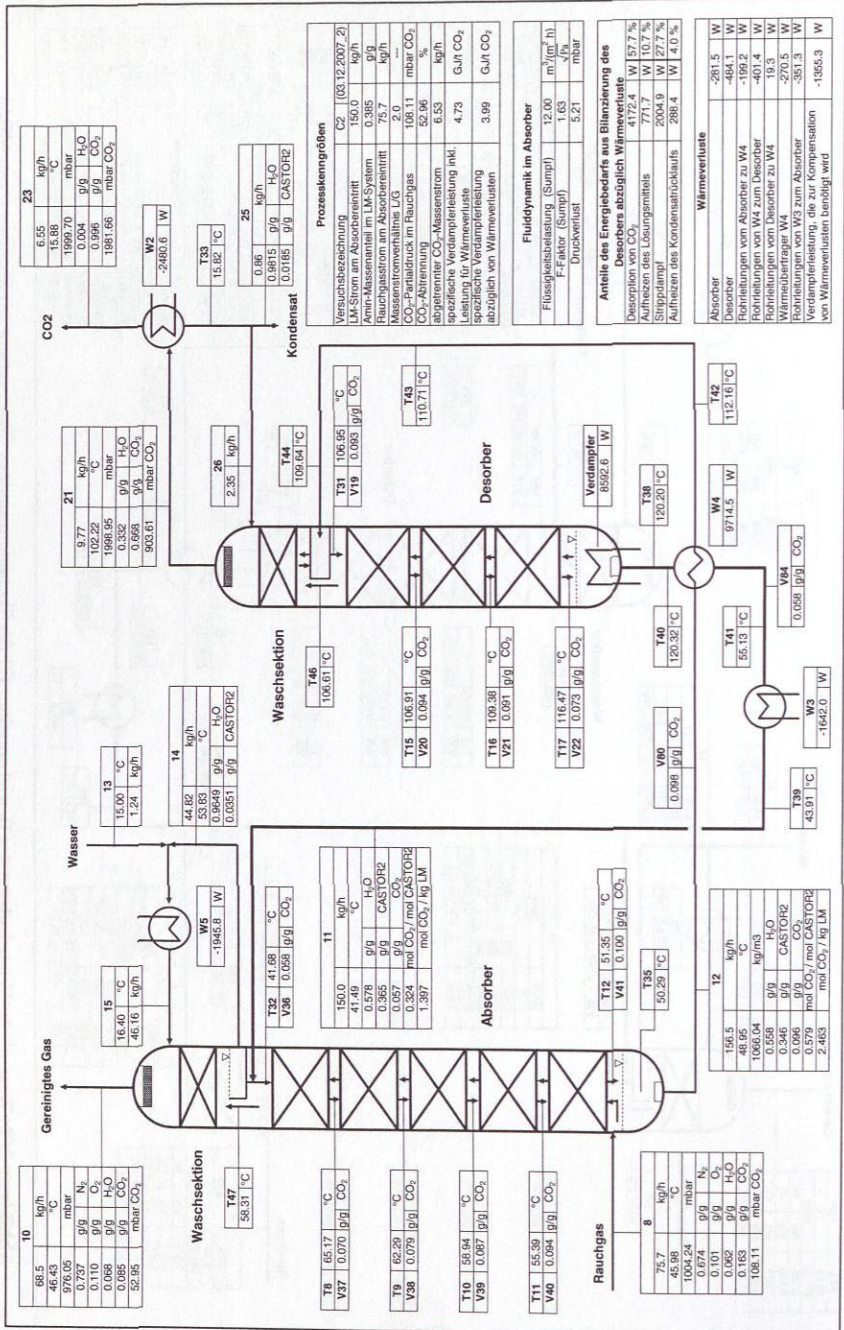 10
68.5 kg/h
46.43 °C
976.05 mbar
0.737 g/g N₂
0.110 g/g O₂
0.068 g/g H₂O
0.085 g/g CO₂
52.95 mbar CO₂
Gereinigtes Gas
15
16.40 °C
46.16 kg/h
Wasser
13
15.00 °C
1.24 kg/h
W5
-1945.8 W
14
44.82 kg/h
53.83 °C
0.9649 g/g H₂O
0.0351 g/g CASTOR2
Waschsektion
T47
58.31 °C
T32 41.68 °C
V36 0.058 g/g CO₂
T8 65.17 °C
V37 0.070 g/g CO₂
T9 62.29 °C
V38 0.079 g/g CO₂
T10 58.94 °C
V39 0.087 g/g CO₂
T11 55.39 °C
V40 0.094 g/g CO₂
11
150.0 kg/h
41.49 °C
0.578 g/g H₂O
0.365 g/g CASTOR2
0.057 g/g CO₂
0.324 mol CO₂/ mol CASTOR2
1.397 mol CO₂ / kg LM
Absorber
T12 51.35 °C
V41 0.100 g/g CO₂
T35
50.29 °C
Rauchgas
8
75.7 kg/h
45.98 °C
1004.24 mbar
0.674 g/g N₂
0.101 g/g O₂
0.062 g/g H₂O
0.163 g/g CO₂
108.11 mbar CO₂
12
156.5 kg/h
48.95 °C
1066.04 kg/m3
0.558 g/g H₂O
0.346 g/g CASTOR2
0.096 g/g CO₂
0.579 mol CO₂/ mol CASTOR2
2.463 mol CO₂ / kg LM
21
9.77 kg/h
102.22 °C
1998.95 mbar
0.332 g/g H₂O
0.668 g/g CO₂
903.61 mbar CO₂
CO2
23
6.55 kg/h
15.88 °C
1999.70 mbar
0.004 g/g H₂O
0.996 g/g CO₂
1981.66 mbar CO₂
W2
-2480.6 W
T33
15.82 °C
25
0.86 kg/h
0.9815 g/g H₂O
0.0185 g/g CASTOR2
Kondensat
26
2.35 kg/h
Waschsektion
T46
106.61 °C
T44
109.64 °C
T31 106.95 °C
V19 0.093 g/g CO₂
T43
110.71 °C
T15 106.91 °C
V20 0.094 g/g CO₂
T16 109.38 °C
V21 0.091 g/g CO₂
T17 116.47 °C
V22 0.073 g/g CO₂
Desorber
Verdampfer
8592.6 W
T38
120.20 °C
V80
0.098 g/g CO₂
T40
120.32 °C
W4
9714.5 W
T42
112.16 °C
T41
55.13 °C
V84
0.058 g/g CO₂
W3
-1642.0 W
T39
43.91 °C
Prozesskenngrößen
Versuchsbezeichnung C2 (03.12.2007_2)
LM-Strom am Absorbereintritt 150.0 kg/h
Amin-Massenanteil im LM-System 0.385 g/g
Rauchgasstrom am Absorbereintritt 75.7 kg/h
Massenstromverhältnis L/G 2.0 ---
CO₂-Partialdruck im Rauchgas 108.11 mbar CO₂
CO₂-Abtrennung 52.96 %
abgetrennter CO₂-Massenstrom 6.53 kg/h
spezifische Verdampferleistung inkl.
Leistung für Wärmeverluste 4.73 GJ/t CO₂
spezifische Verdampferleistung
abzüglich von Wärmeverlusten 3.99 GJ/t CO₂
Fluiddynamik im Absorber
Flüssigkeitsbelastung (Sumpf) 12.00 m³/(m² h)
F-Faktor (Sumpf) 1.63 √Pa
Druckverlust 5.21 mbar
Anteile des Energiebedarfs aus Bilanzierung des
Desorbers abzüglich Wärmeverluste
Desorption von CO₂ 4172.4 W 57.7 %
Aufheizen des Lösungsmittels 771.7 W 10.7 %
Strippdampf 2004.9 W 27.7 %
Aufheizen des Kondensatrücklaufs 288.4 W 4.0 %
Wärmeverluste
Absorber -281.5 W
Desorber -484.1 W
Rohrleitungen vom Absorber zu W4 -199.2 W
Rohrleitungen von W4 zum Desorber -401.4 W
Rohrleitungen vom Desorber zu W4 19.3 W
Wärmeübertrager W4 -270.5 W
Rohrleitungen von W3 zum Absorber -351.3 W
Verdampferleistung, die zur Kompensation
von Wärmeverlusten benötigt wird -1355.3 W